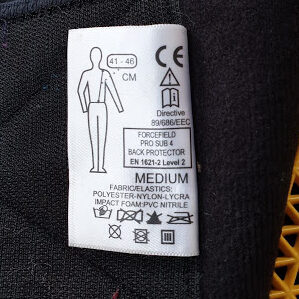 41 - 46
CM
CE
i
Directive
89/686/EEC
FORCEFIELD
PRO SUB 4
BACK PROTECTOR
EN 1621-2 Level 2
MEDIUM
FABRIC/ELASTICS:
POLYESTER-NYLON-LYCRA
IMPACT FOAM:PVC NITRILE